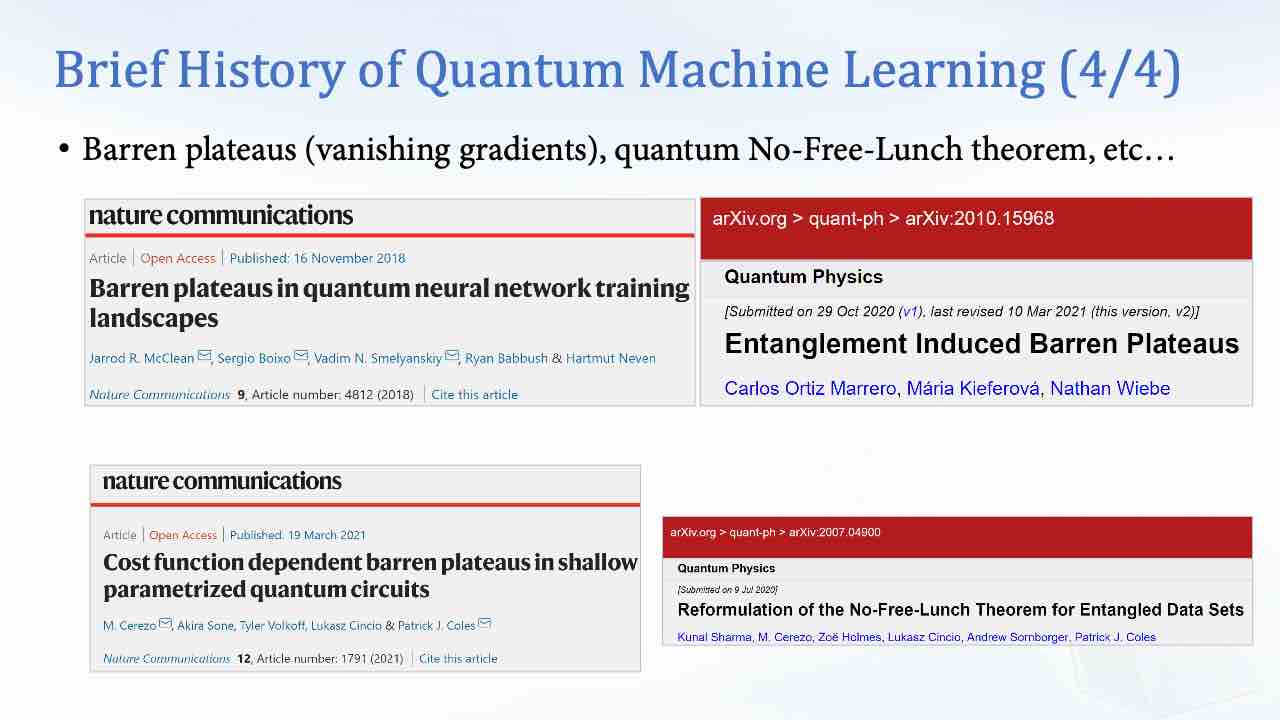 Brief History of Quantum Machine Learning (4/4)
• Barren plateaus (vanishing gradients), quantum No-Free-Lunch theorem, etc…
nature communications
Article | Open Access | Published: 16 November 2018
Barren plateaus in quantum neural network training
landscapes
Jarrod R. McClean, Sergio Boixo, Vadim N. Smelyanskiy, Ryan Babbush & Hartmut Neven
Nature Communications 9, Article number: 4812 (2018) | Cite this article
arXiv.org > quant-ph > arXiv:2010.15968
Quantum Physics
[Submitted on 29 Oct 2020 (v1), last revised 10 Mar 2021 (this version, v2)]
Entanglement Induced Barren Plateaus
Carlos Ortiz Marrero, Mária Kieferová, Nathan Wiebe
nature communications
Article | Open Access | Published: 19 March 2021
Cost function dependent barren plateaus in shallow
parametrized quantum circuits
M. Cerezo, Akira Sone, Tyler Volkoff, Lukasz Cincio & Patrick J. Coles
Nature Communications 12, Article number: 1791 (2021) | Cite this article
arXiv.org > quant-ph > arXiv:2007.04900
Quantum Physics
[Submitted on 9 Jul 2020]
Reformulation of the No-Free-Lunch Theorem for Entangled Data Sets
Kunal Sharma, M. Cerezo, Zoë Holmes, Lukasz Cincio, Andrew Sornborger, Patrick J. Coles